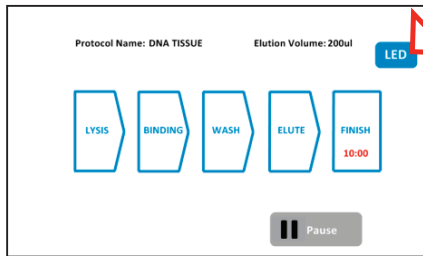 Protocol Name: DNA TISSUE Elution Volume: 200ul
LED
LYSIS BINDING WASH ELUTE FINISH
10:00
Pause